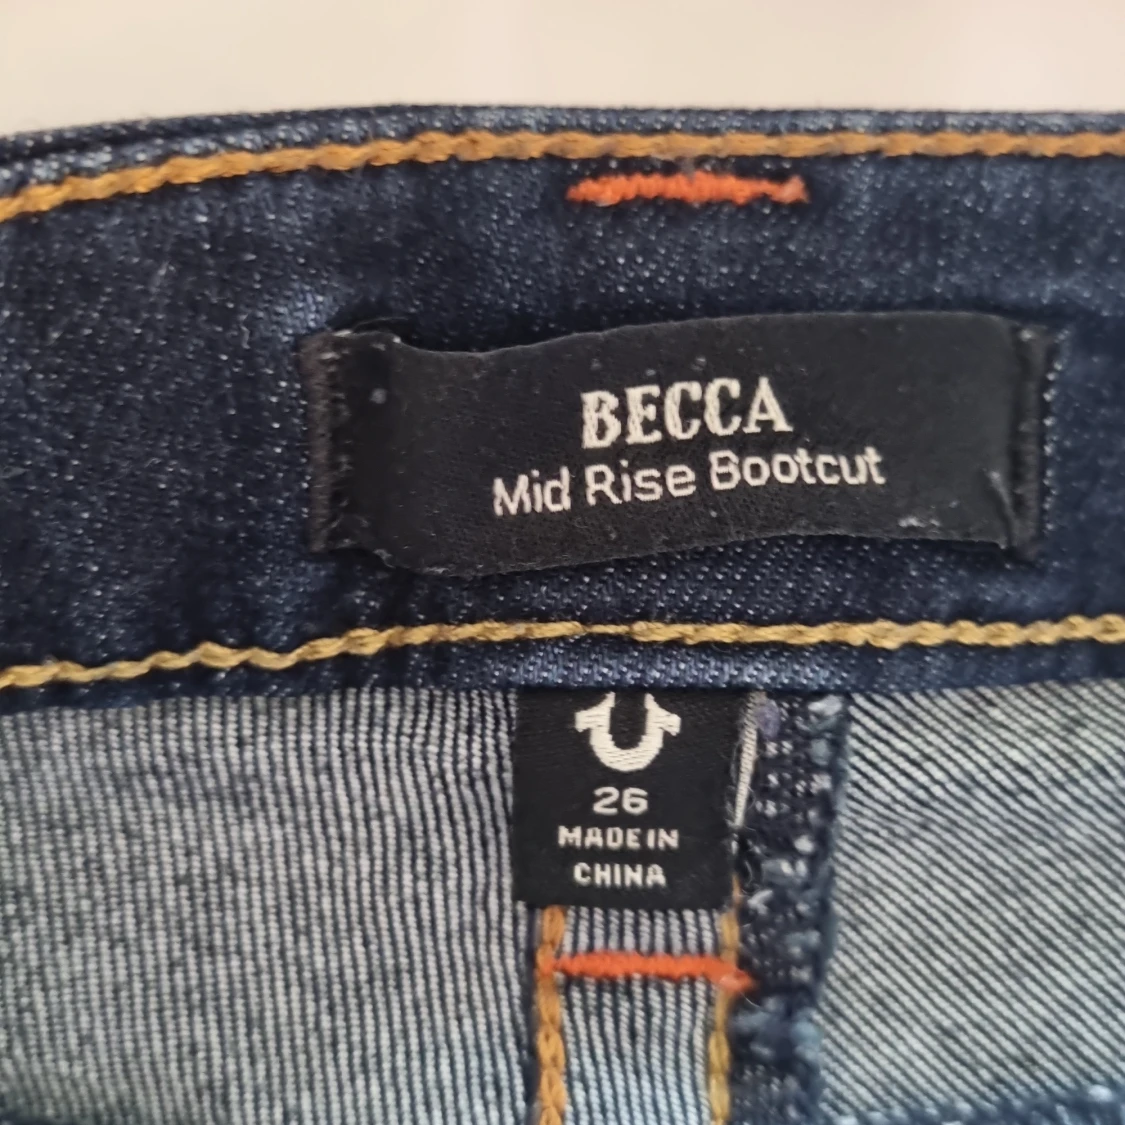 BECCA
Mid Rise Bootcut
26
MADE IN
CHINA